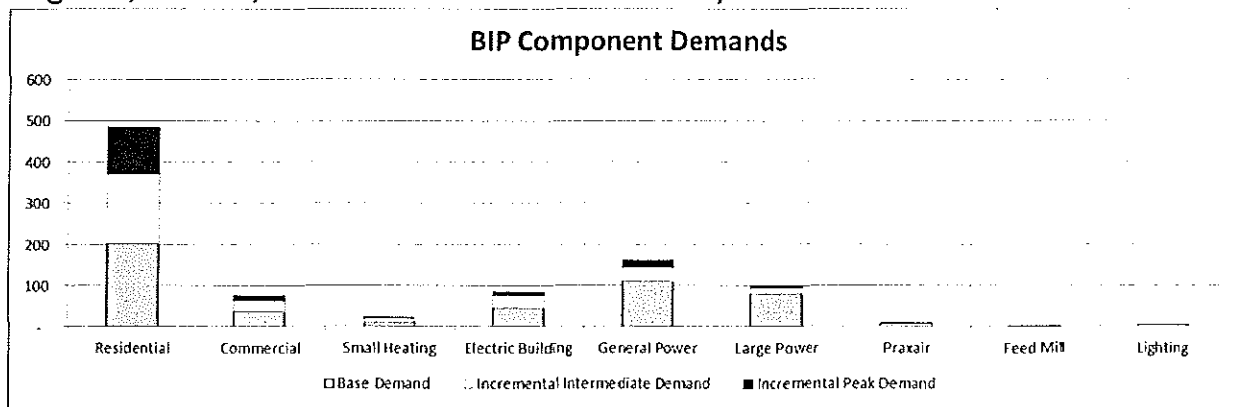 BIP Component Demands
600
500
400
300
200
100
-
Residential Commercial Small Heating Electric Building General Power Large Power Praxair Feed Mill Lighting
Base Demand Incremental Intermediate Demand Incremental Peak Demand